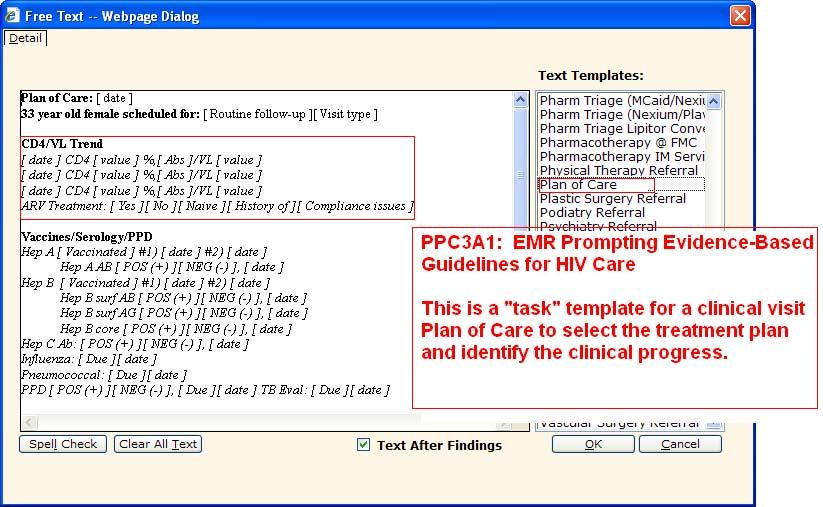 Free Text -- Webpage Dialog
Detail
Text Templates:
Plan of Care: [ date ]
33 year old female scheduled for: [ Routine follow-up ][ Visit type ]
CD4/VL Trend
[ date ] CD4 [ value ] %,[ Abs ]/VL [ value ]
[ date ] CD4 [ value ] %,[ Abs ]/VL [ value ]
[ date ] CD4 [ value ] %,[ Abs ]/VL [ value ]
ARV Treatment: [ Yes ][ No ][ Naive ][ History of ][ Compliance issues ]
Vaccines/Serology/PPD
Hep A [ Vaccinated ] #1) [ date ] #2) [ date ]
Hep A AB [ POS (+) ][ NEG (-) ], [ date ]
Hep B [ Vaccinated ] #1) [ date ] #2) [ date ]
Hep B surf AB [ POS (+) ][ NEG (-) ], [ date ]
Hep B surf AG [ POS (+) ][ NEG (-) ], [ date ]
Hep B core [ POS (+) ][ NEG (-) ], [ date ]
Hep C Ab: [ POS (+) ][ NEG (-) ], [ date ]
Influenza: [ Due ][ date ]
Pneumococcal: [ Due ][ date ]
PPD [ POS (+) ][ NEG (-) ], [ Due ][ date ] TB Eval: [ Due ][ date ]
Pharm Triage (MCaid/Nexiu
Pharm Triage (Nexium/Plav
Pharm Triage Lipitor Conve
Pharmacotherapy @ FMC
Pharmacotherapy IM Servi
Physical Therapy Referral
Plan of Care
Plastic Surgery Referral
Podiatry Referral
Psychiatry Referral
PPC3A1: EMR Prompting Evidence-Based
Guidelines for HIV Care
This is a "task" template for a clinical visit
Plan of Care to select the treatment plan
and identify the clinical progress.
Vascular Surgery Referral
Spell Check
Clear All Text
Text After Findings
OK
Cancel